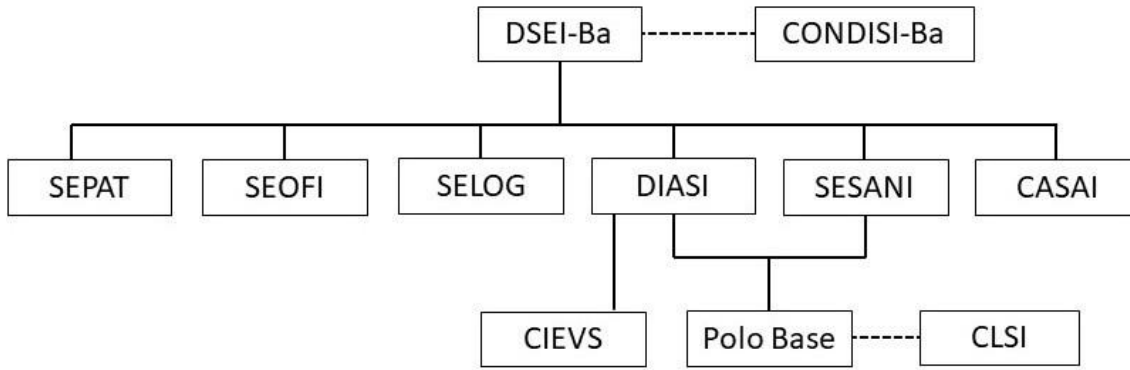 DSEI-Ba
CONDISI-Ba
SEPAT
SEOFI
SELOG
DIASI
SESANI
CASAI
CIEVS
Polo Base
CLSI